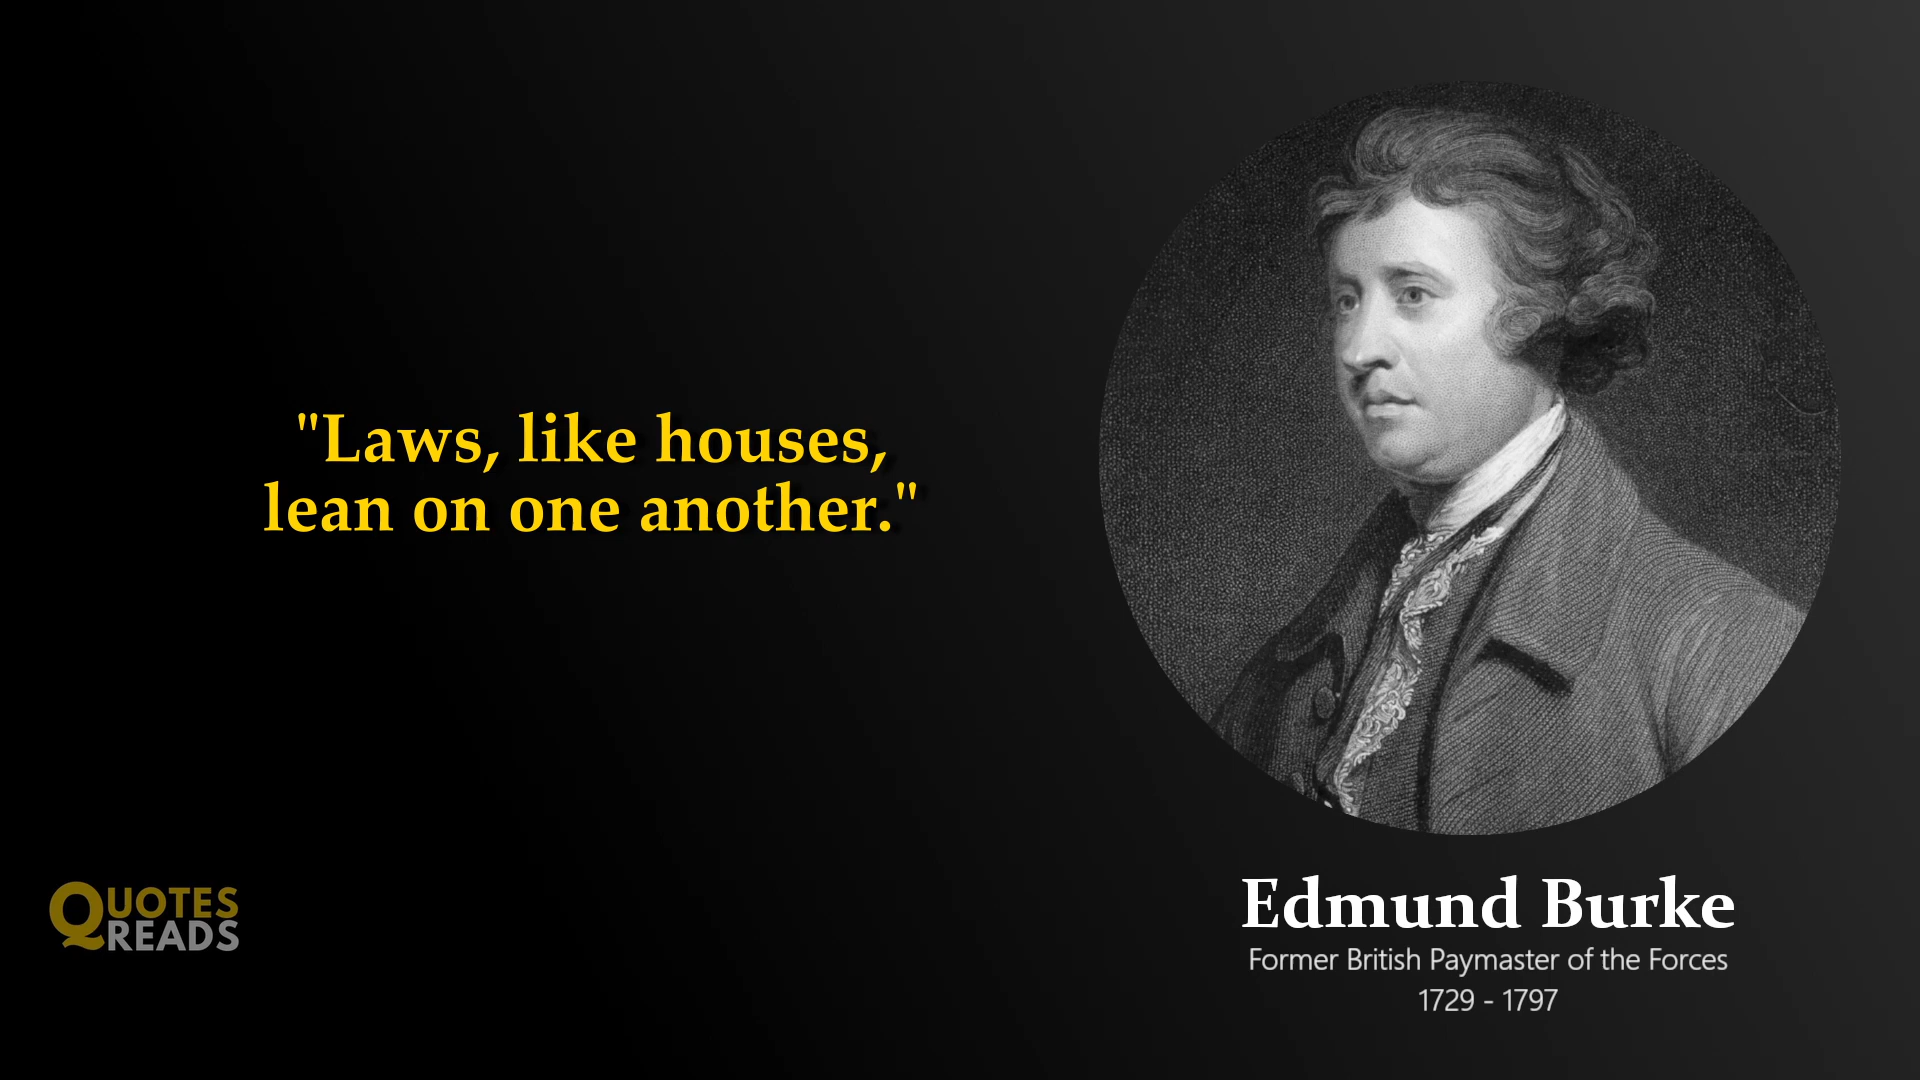 "Laws, like houses,
lean on one another."
QUOTES
READS
Edmund Burke
Former British Paymaster of the Forces
1729 - 1797